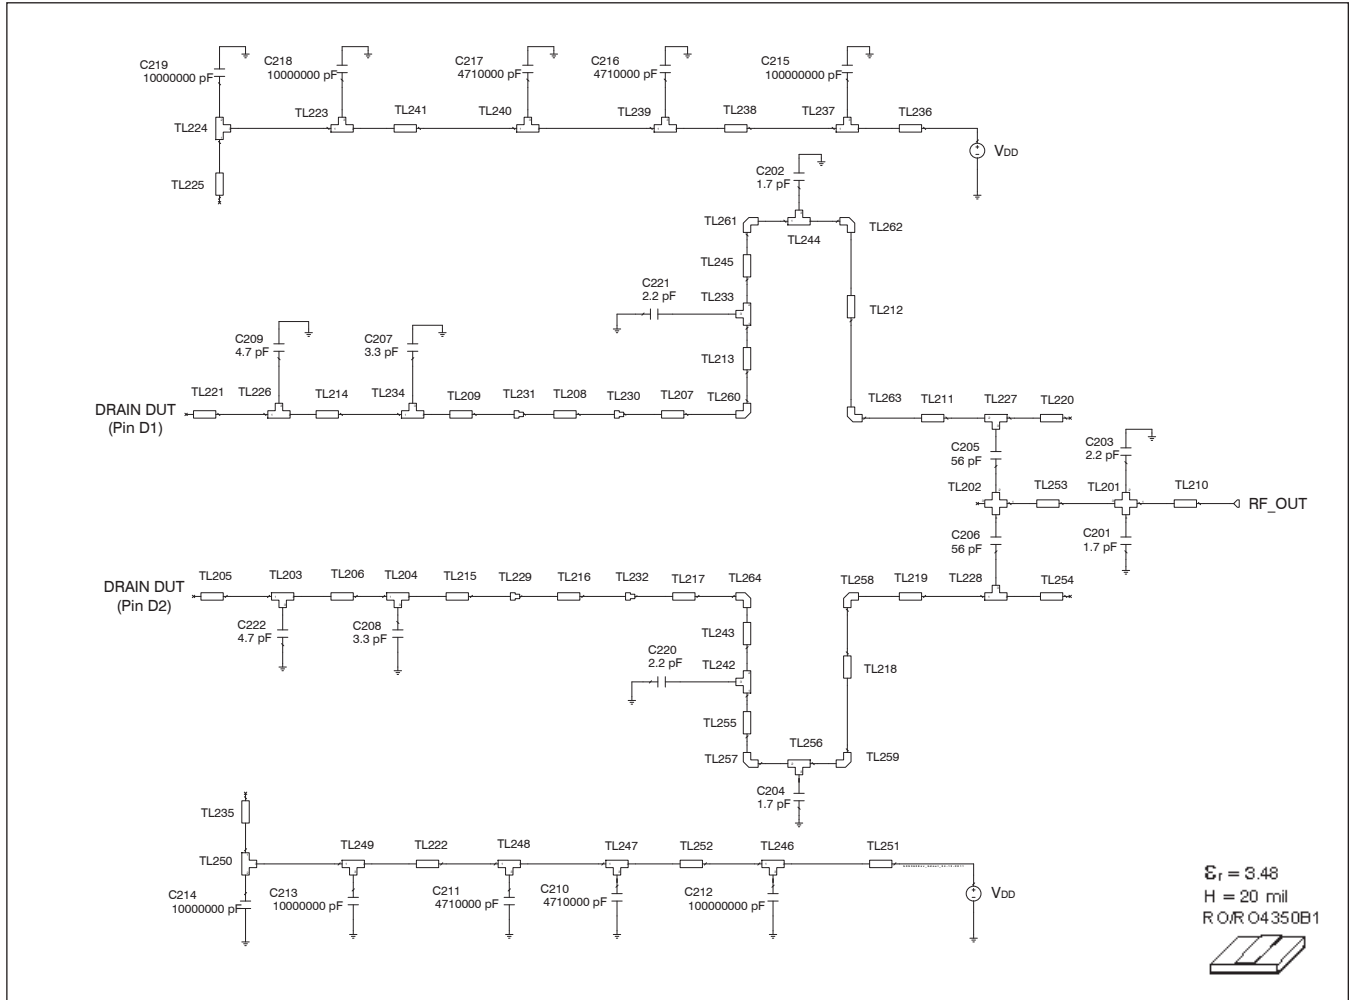 C219
10000000 pF
C218
10000000 pF
C217
4710000 pF
C216
4710000 pF
C215
100000000 pF
TL224
TL223
TL241
TL240
TL239
TL238
TL237
TL236
VDD
TL225
C202
1.7 pF
TL261
TL244
TL262
TL245
C221
2.2 pF
TL233
TL212
C209
4.7 pF
C207
3.3 pF
TL213
DRAIN DUT
(Pin D1)
TL221
TL226
TL214
TL234
TL209
TL231
TL208
TL230
TL207
TL260
TL263
TL211
TL227
TL220
C205
56 pF
C203
2.2 pF
TL202
TL253
TL201
TL210
RF_OUT
C206
56 pF
C201
1.7 pF
DRAIN DUT
(Pin D2)
TL205
TL203
TL206
TL204
TL215
TL229
TL216
TL232
TL217
TL264
TL258
TL219
TL228
TL254
C222
4.7 pF
C208
3.3 pF
TL243
C220
2.2 pF
TL242
TL218
TL255
TL257
TL256
TL259
C204
1.7 pF
TL235
TL250
TL249
TL222
TL248
TL247
TL252
TL246
TL251
VDD
C214
10000000 pF
C213
10000000 pF
C211
4710000 pF
C210
4710000 pF
C212
100000000 pF
εr = 3.48
H = 20 mil
RO/RO4350B1